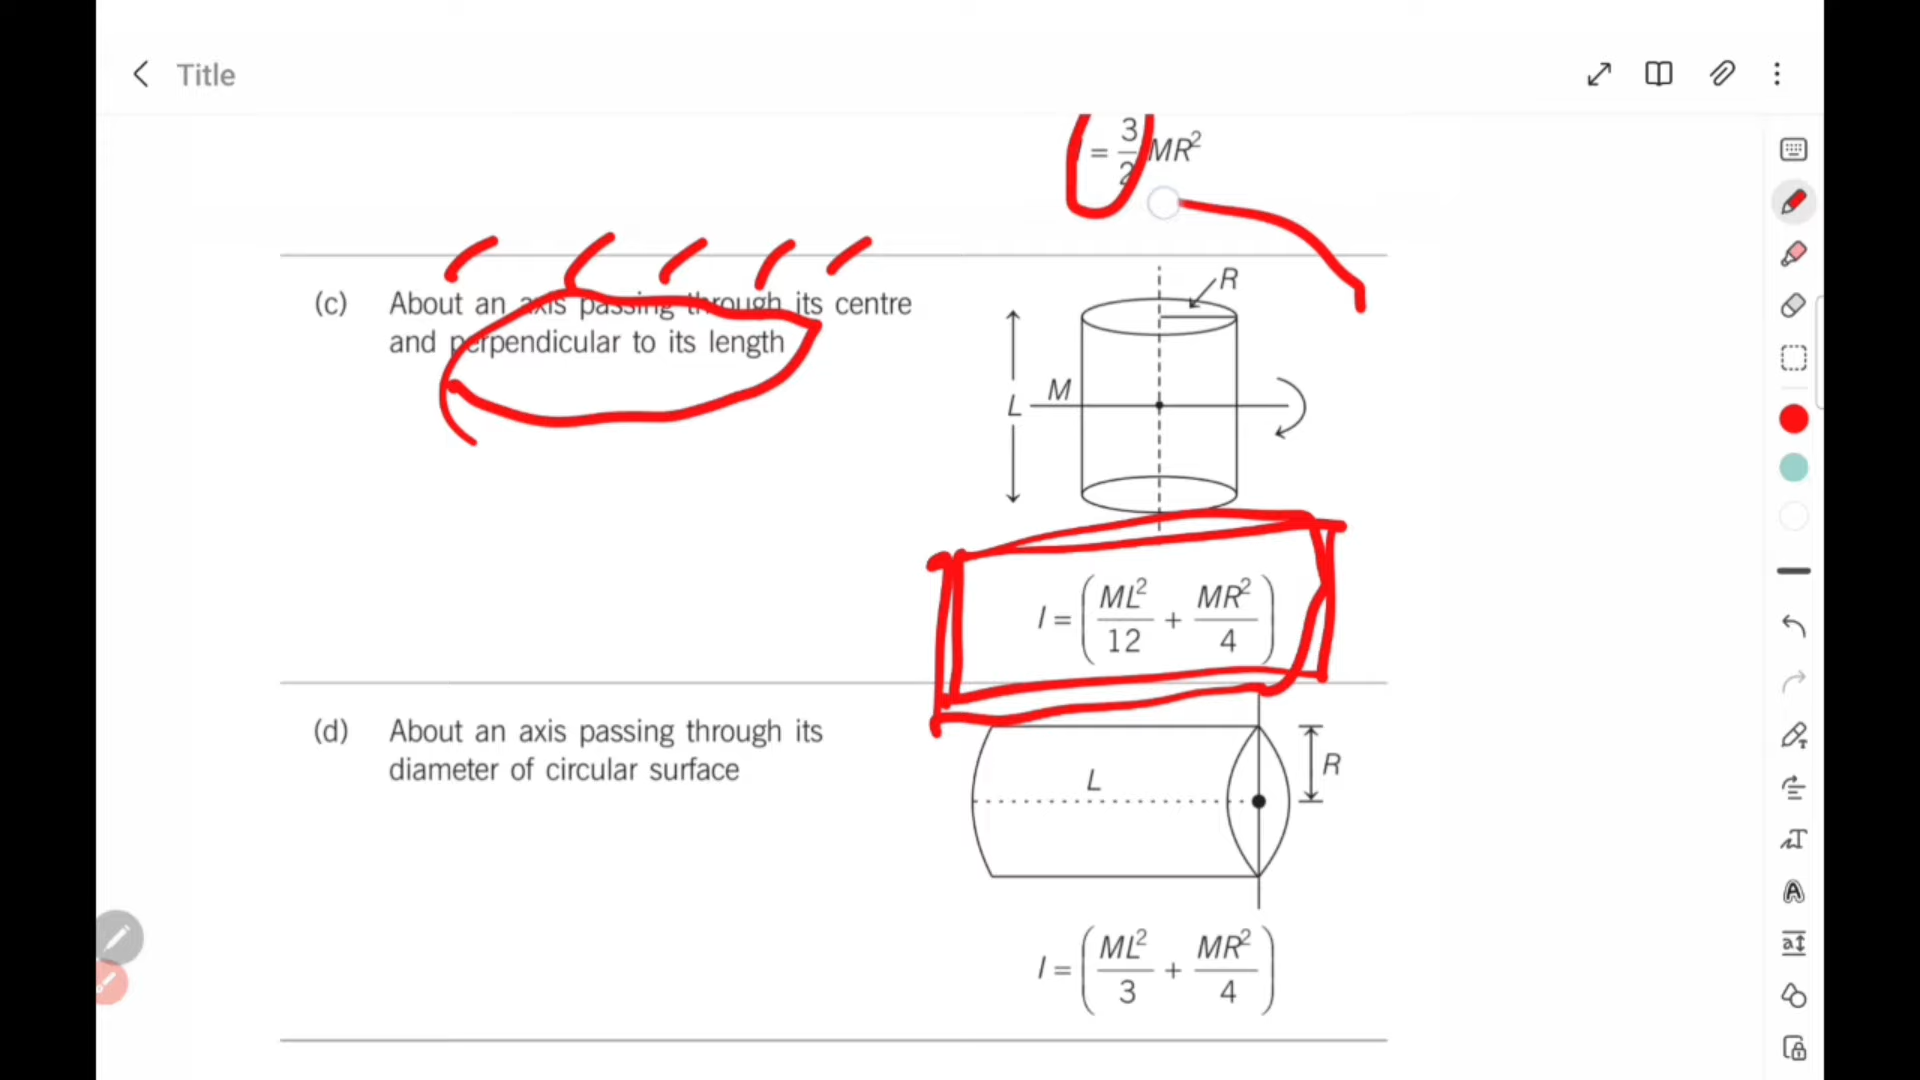 Title
= 3/2 MR²
(c) About an axis passing through its centre
and perpendicular to its length
R
M
L
I = (ML²/12 + MR²/4)
(d) About an axis passing through its
diameter of circular surface
L
R
I = (ML²/3 + MR²/4)